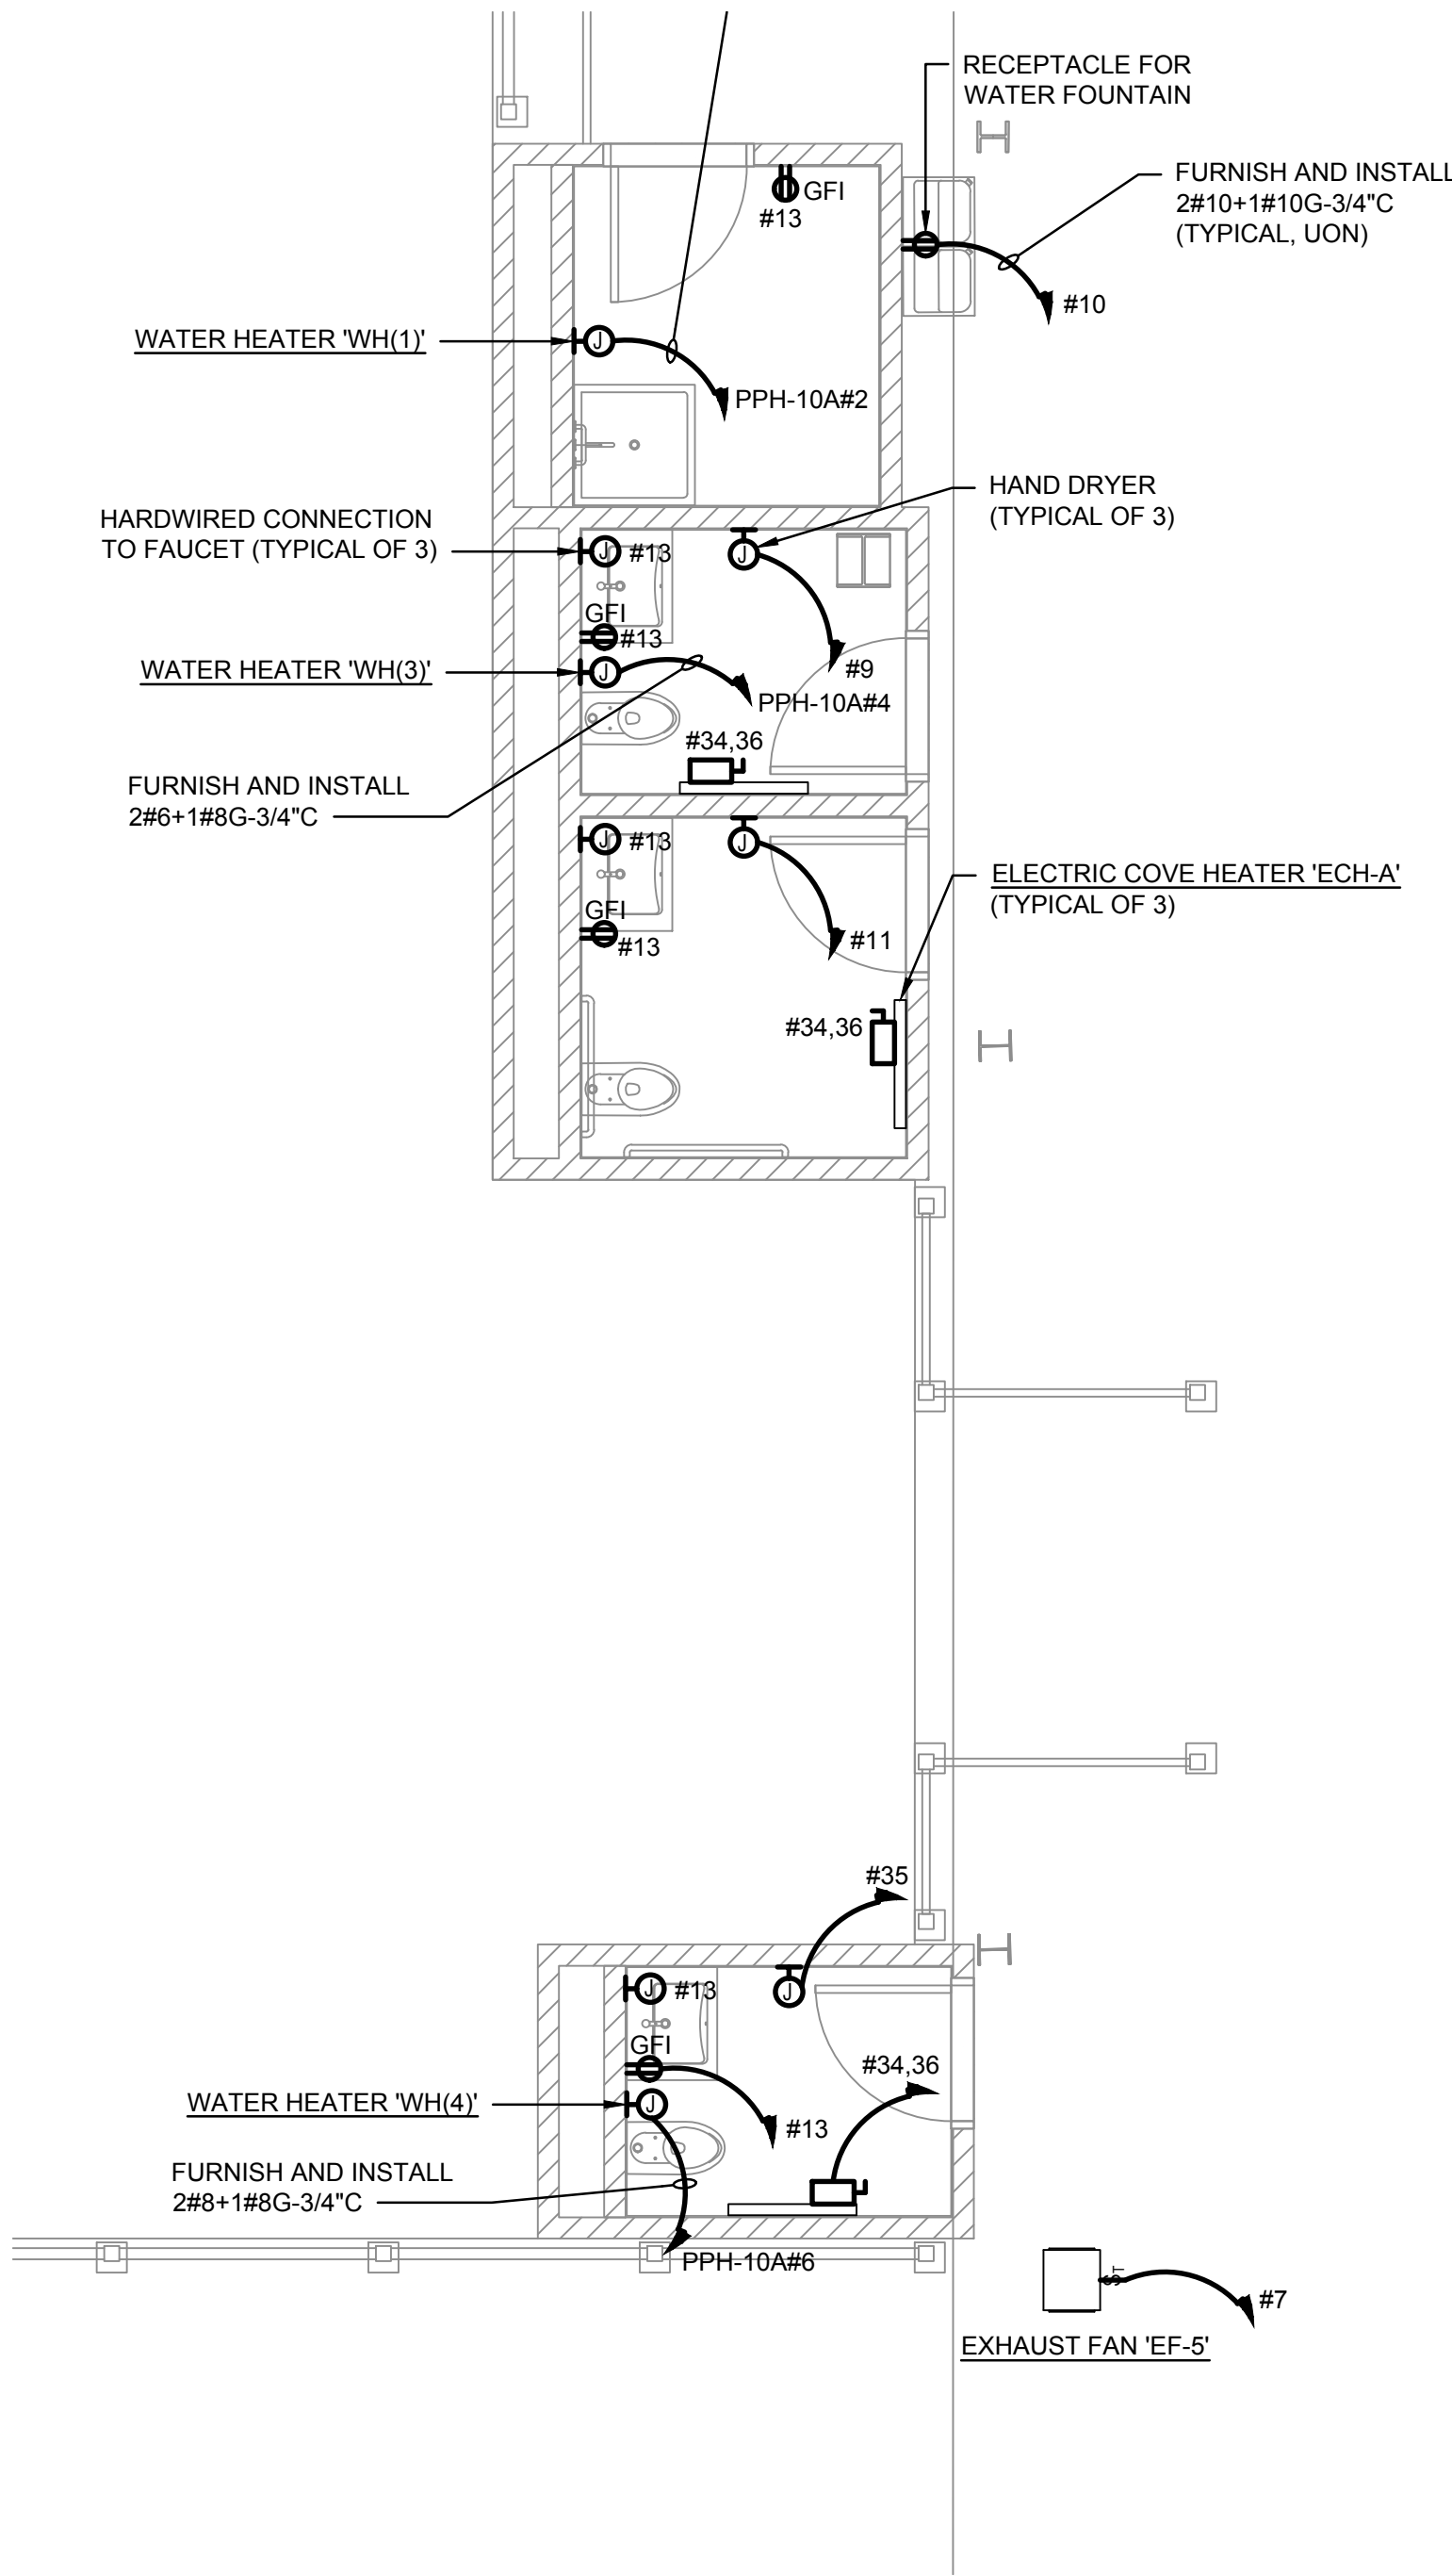 RECEPTACLE FOR
WATER FOUNTAIN
FURNISH AND INSTALL
2#10+1#10G-3/4"C
(TYPICAL, UON)
GFI
#13
#10
WATER HEATER 'WH(1)'
PPH-10A#2
HAND DRYER
(TYPICAL OF 3)
HARDWIRED CONNECTION
TO FAUCET (TYPICAL OF 3)
J
J
J
#13
GFI
#13
WATER HEATER 'WH(3)'
J
#9
PPH-10A#4
#34,36
FURNISH AND INSTALL
2#6+1#8G-3/4"C
J
#13
J
ELECTRIC COVE HEATER 'ECH-A'
(TYPICAL OF 3)
GFI
#13
#11
#34,36
#35
J
#13
J
GFI
#34,36
WATER HEATER 'WH(4)'
J
#13
FURNISH AND INSTALL
2#8+1#8G-3/4"C
PPH-10A#6
ST
#7
EXHAUST FAN 'EF-5'